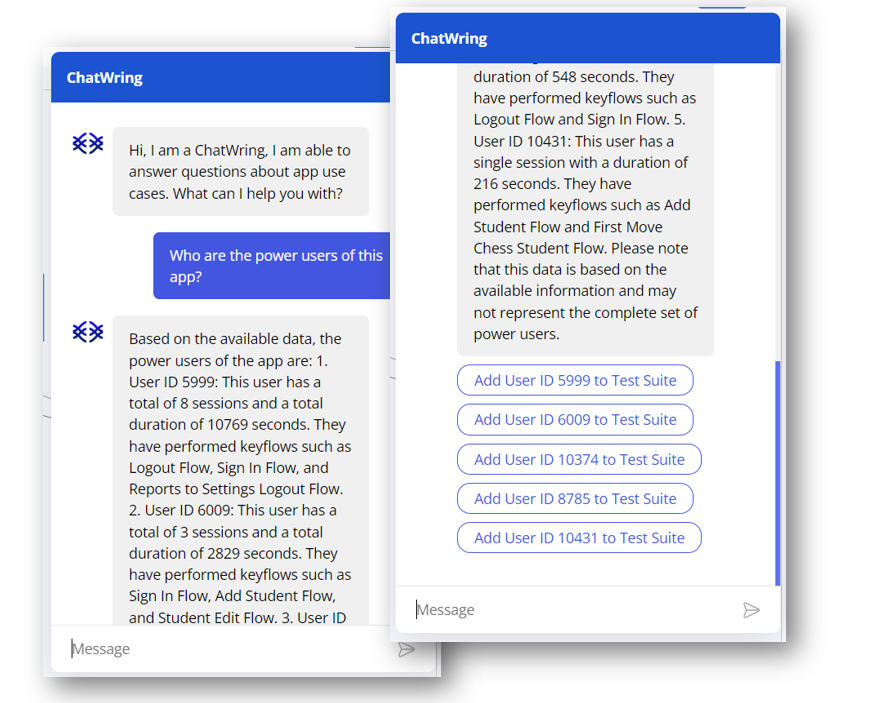 ChatWring
Hi, I am a ChatWring, I am able to
answer questions about app use
cases. What can I help you with?
Who are the power users of this
app?
Based on the available data, the
power users of the app are: 1.
User ID 5999: This user has a
total of 8 sessions and a total
duration of 10769 seconds. They
have performed keyflows such as
Logout Flow, Sign In Flow, and
Reports to Settings Logout Flow.
2. User ID 6009: This user has a
total of 3 sessions and a total
duration of 2829 seconds. They
have performed keyflows such as
Sign In Flow, Add Student Flow,
and Student Edit Flow. 3. User ID
Message
ChatWring
duration of 548 seconds. They
have performed keyflows such as
Logout Flow and Sign In Flow. 5.
User ID 10431: This user has a
single session with a duration of
216 seconds. They have
performed keyflows such as Add
Student Flow and First Move
Chess Student Flow. Please note
that this data is based on the
available information and may
not represent the complete set of
power users.
Add User ID 5999 to Test Suite
Add User ID 6009 to Test Suite
Add User ID 10374 to Test Suite
Add User ID 8785 to Test Suite
Add User ID 10431 to Test Suite
Message